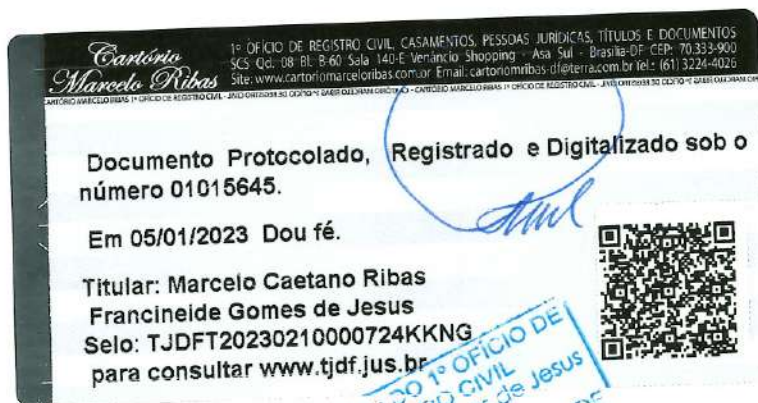 Cartório
Marcelo Ribas
1º OFÍCIO DE REGISTRO CIVIL, CASAMENTOS, PESSOAS JURÍDICAS, TÍTULOS E DOCUMENTOS
SCS Qd. 08 Bl. B-60 Sala 140-E Venâncio Shopping - Asa Sul - Brasília-DF CEP: 70.333-900
Site: www.cartoriomarceloribas.com.br Email: cartoriomribas-df@terra.com.br Tel.: (61) 3224-4026
Documento Protocolado, Registrado e Digitalizado sob o
número 01015645.
Em 05/01/2023 Dou fé.
Titular: Marcelo Caetano Ribas
Francineide Gomes de Jesus
Selo: TJDFT20230210000724KKNG
para consultar www.tjdf.jus.br
DO 1º OFÍCIO DE
CIVIL
de Jesus